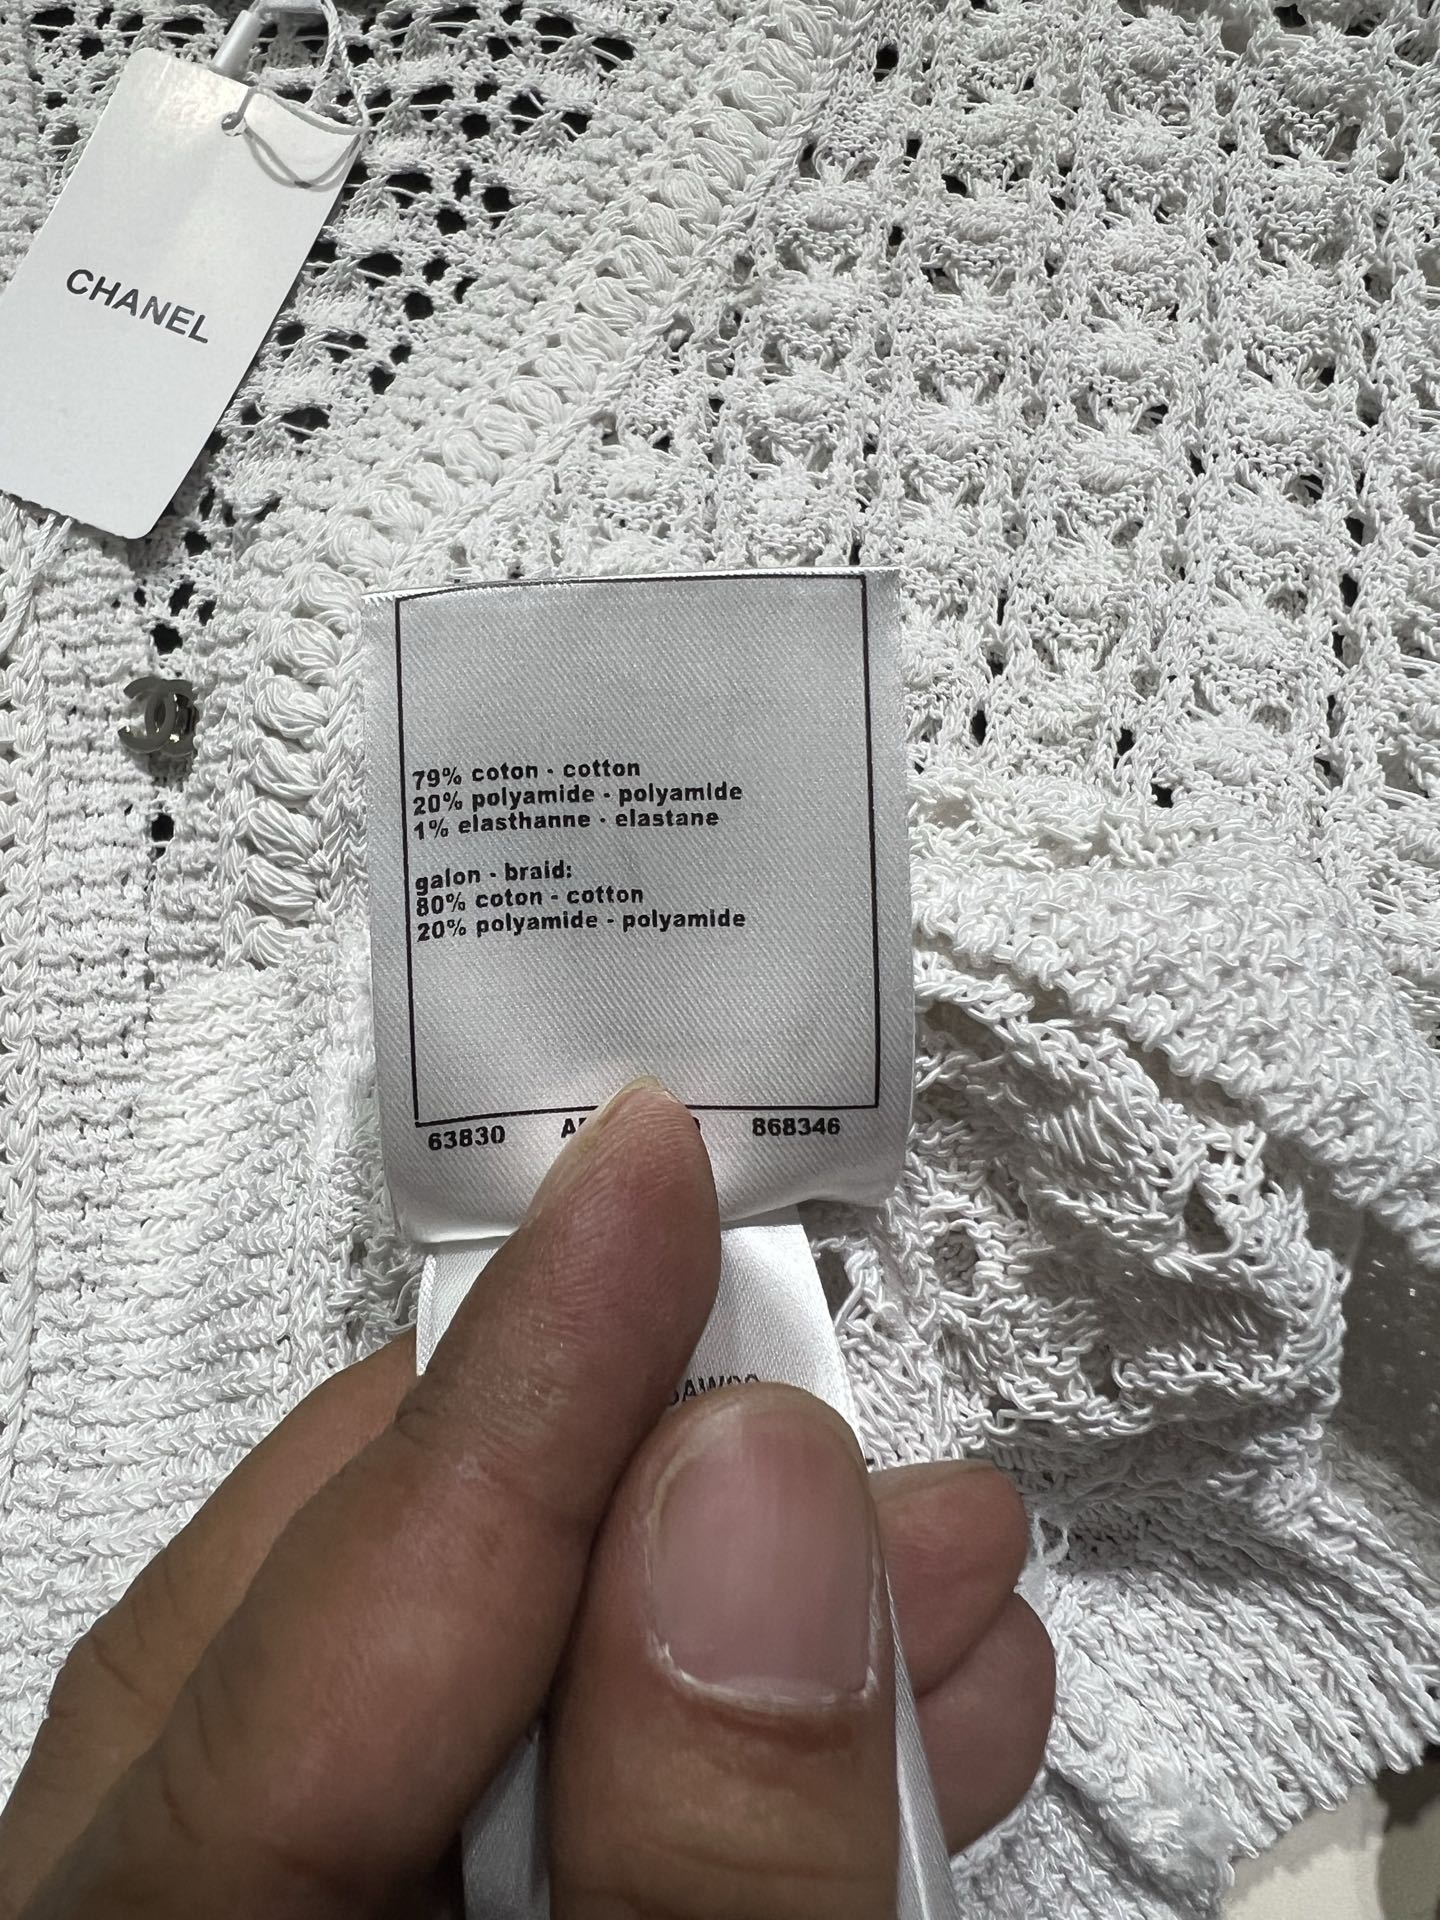 CHANEL
79% coton - cotton
20% polyamide - polyamide
1% elasthanne - elastane
galon - braid:
80% coton - cotton
20% polyamide - polyamide
63830 868346